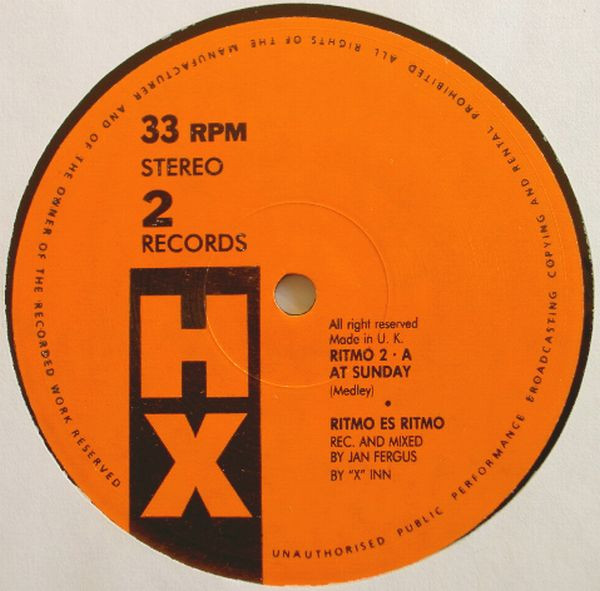 33 RPM
STEREO
2
RECORDS
HX
All right reserved
Made in U. K.
RITMO 2 · A
AT SUNDAY
(Medley)
•
RITMO ES RITMO
REC. AND MIXED
BY JAN FERGUS
BY "X" INN
ALL RIGHTS OF THE MANUFACTURER AND OF THE OWNER OF THE RECORDED WORK RESERVED
UNAUTHORISED PUBLIC PERFORMANCE BROADCASTING COPYING AND RENTAL PROHIBITED